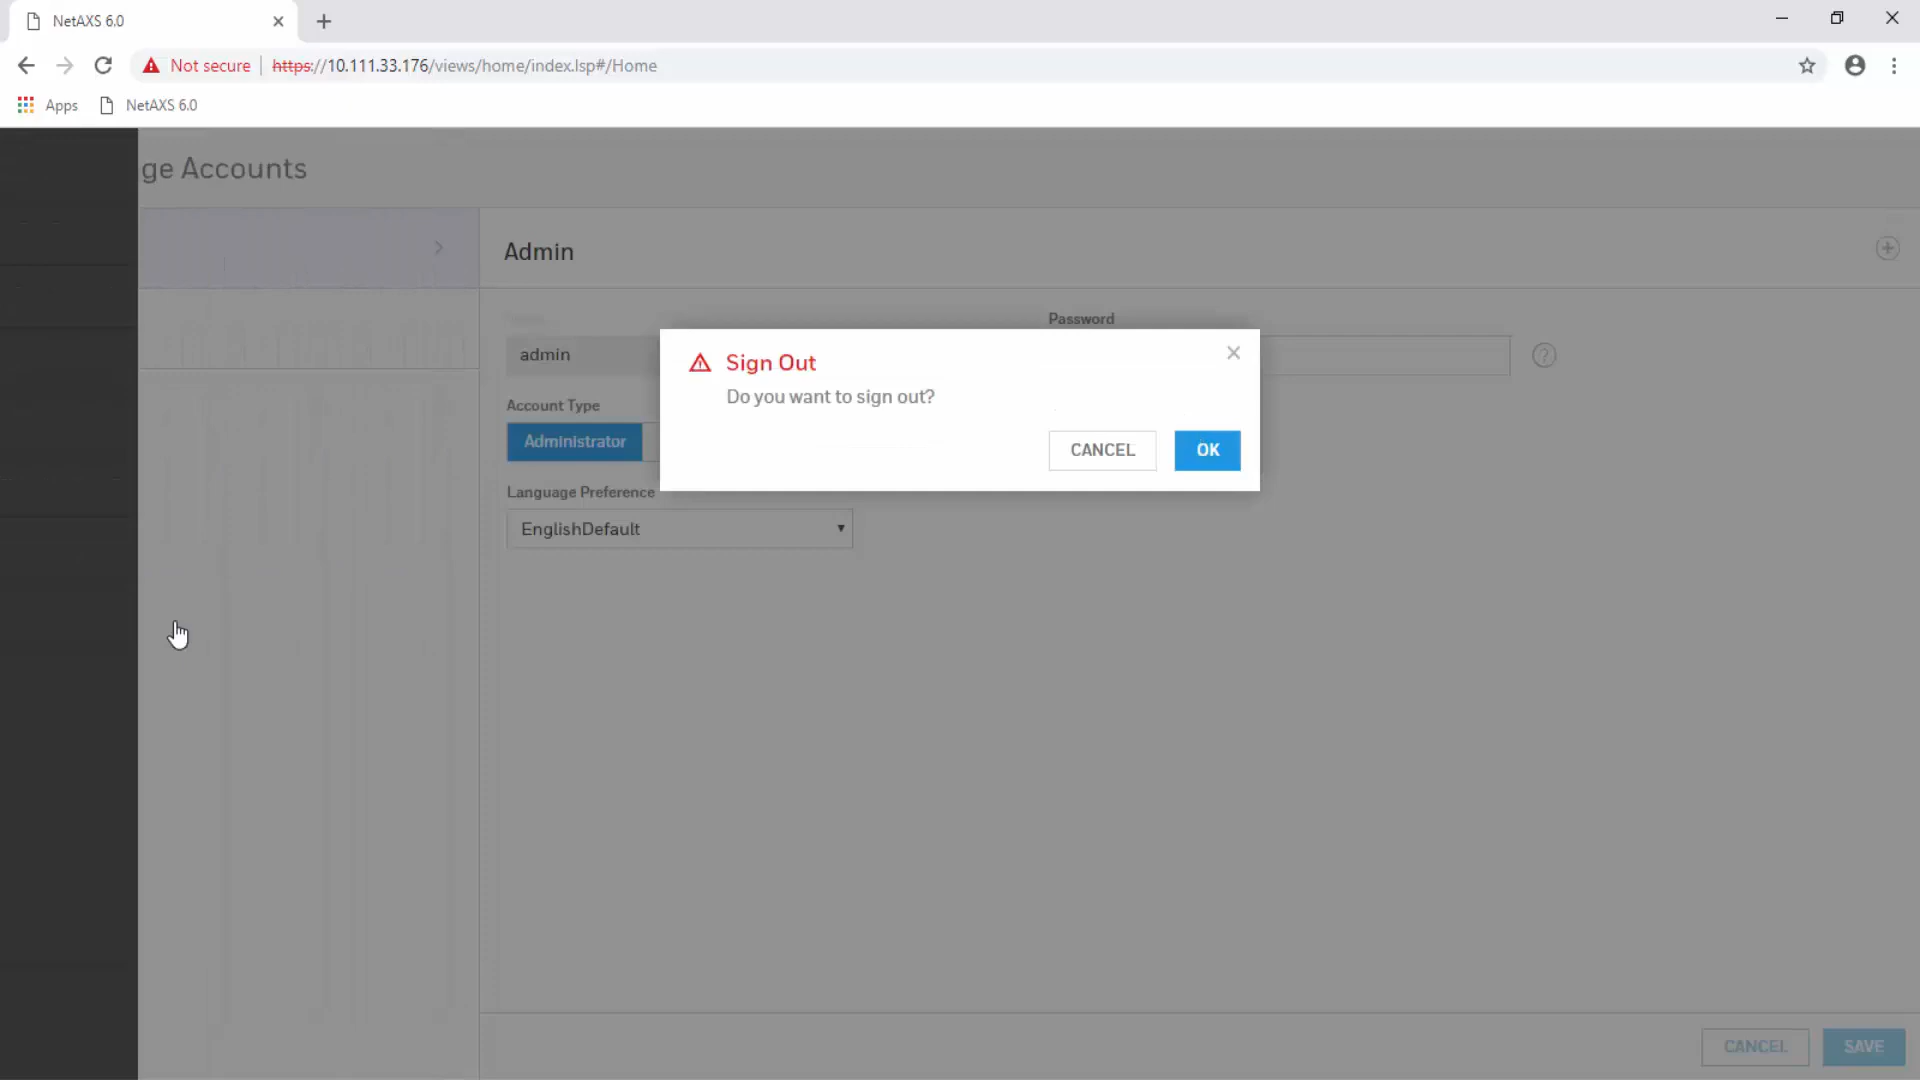 NetAXS 6.0
Not secure https://10.111.33.176/views/home/index.lsp#/Home
Apps NetAXS 6.0
ge Accounts
Admin
Password
admin
Sign Out
Do you want to sign out?
CANCEL OK
Account Type
Administrator
Language Preference
EnglishDefault
CANCEL SAVE